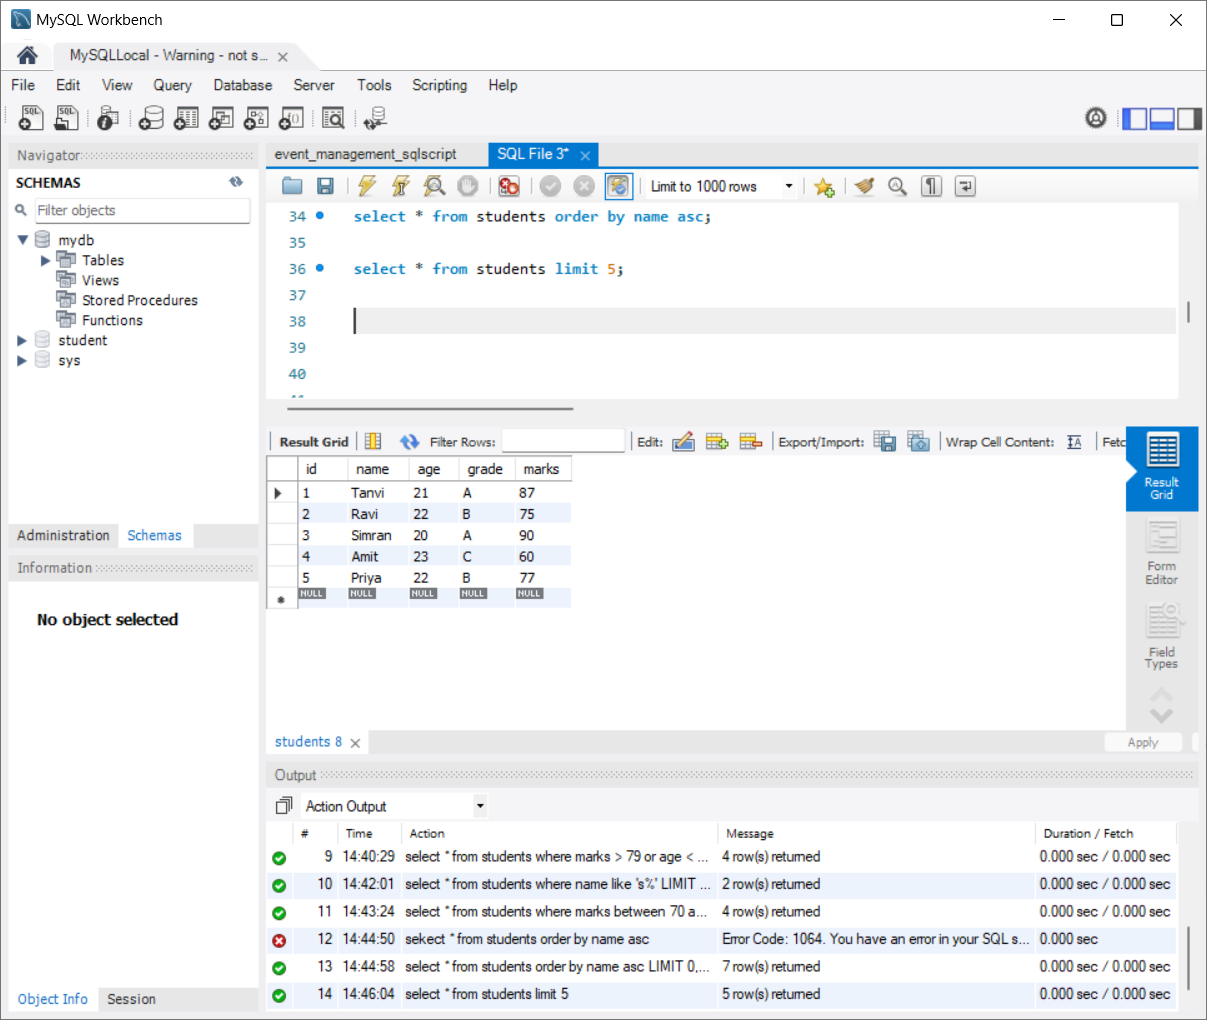 MySQL Workbench
MySQLLocal - Warning - not s...
File Edit View Query Database Server Tools Scripting Help
SQL SQL
Navigator
SCHEMAS
Filter objects
mydb
Tables
Views
Stored Procedures
Functions
student
sys
Administration Schemas
Information
No object selected
Object Info Session
event_management_sqlscript SQL File 3*
Limit to 1000 rows
34 select * from students order by name asc;
35
36 select * from students limit 5;
37
38
39
40
Result Grid Filter Rows: Edit: Export/Import: Wrap Cell Content: Fetc
id name age grade marks
1 Tanvi 21 A 87
2 Ravi 22 B 75
3 Simran 20 A 90
4 Amit 23 C 60
5 Priya 22 B 77
NULL NULL NULL NULL NULL
Result
Grid
Form
Editor
Field
Types
students 8
Apply
Output
Action Output
# Time Action Message Duration / Fetch
9 14:40:29 select * from students where marks > 79 or age < ... 4 row(s) returned 0.000 sec / 0.000 sec
10 14:42:01 select * from students where name like 's%' LIMIT ... 2 row(s) returned 0.000 sec / 0.000 sec
11 14:43:24 select * from students where marks between 70 a... 4 row(s) returned 0.000 sec / 0.000 sec
12 14:44:50 sekect * from students order by name asc Error Code: 1064. You have an error in your SQL s... 0.000 sec
13 14:44:58 select * from students order by name asc LIMIT 0,... 7 row(s) returned 0.000 sec / 0.000 sec
14 14:46:04 select * from students limit 5 5 row(s) returned 0.000 sec / 0.000 sec